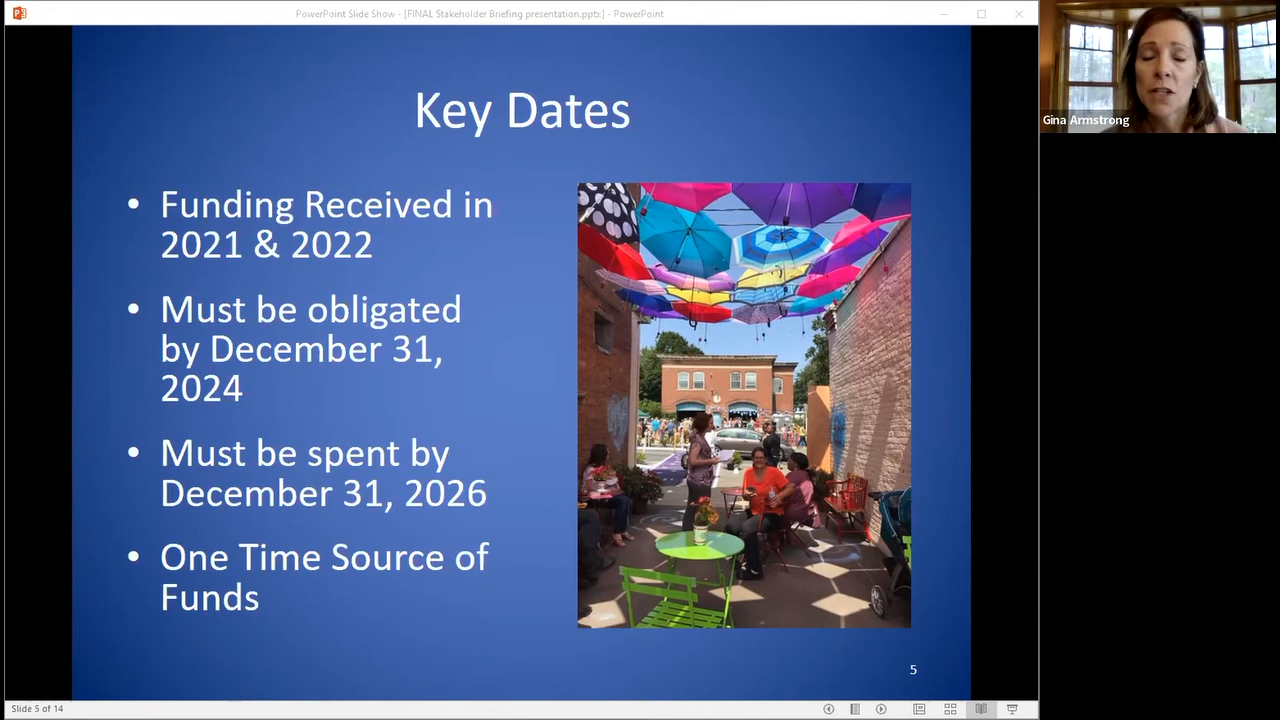 PowerPoint Slide Show - [FINAL Stakeholder Briefing presentation.pptx] - PowerPoint
Gina Armstrong
Key Dates
• Funding Received in
2021 & 2022
• Must be obligated
by December 31,
2024
• Must be spent by
December 31, 2026
• One Time Source of
Funds
5
Slide 5 of 14